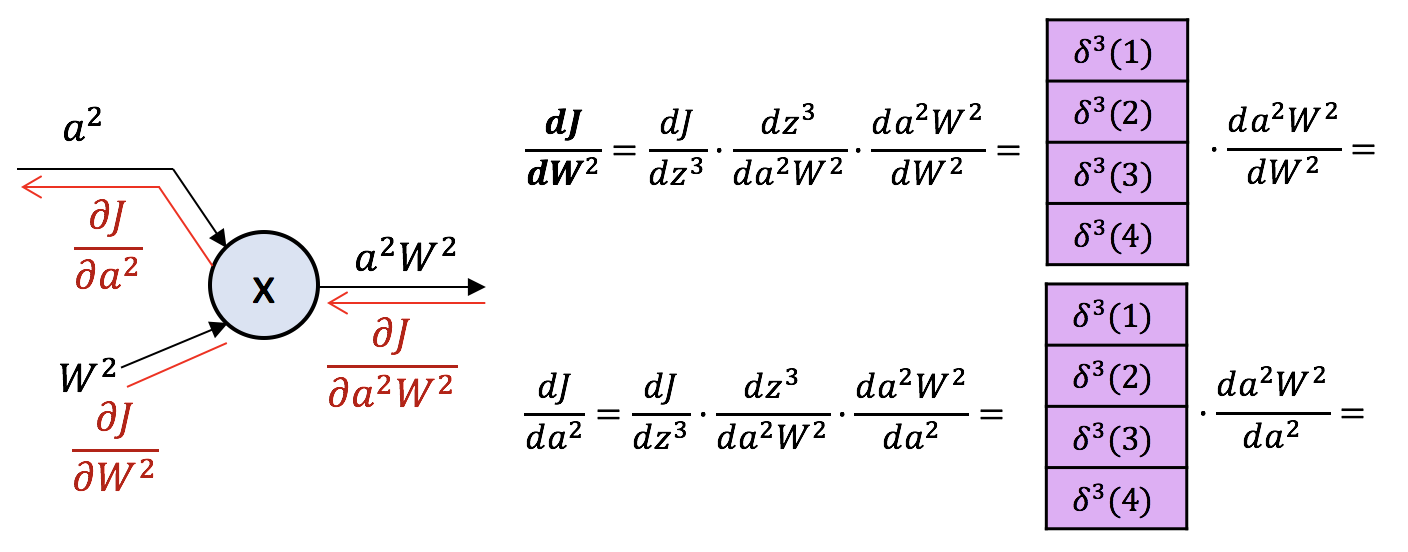 a²
∂J/∂a²
X
a²W²
∂J/∂a²W²
W²
∂J/∂W²
dJ/dW² = dJ/dz³ · dz³/da²W² · da²W²/dW² =
δ³(1)
δ³(2)
δ³(3)
δ³(4)
· da²W²/dW² =
dJ/da² = dJ/dz³ · dz³/da²W² · da²W²/da² =
δ³(1)
δ³(2)
δ³(3)
δ³(4)
· da²W²/da² =